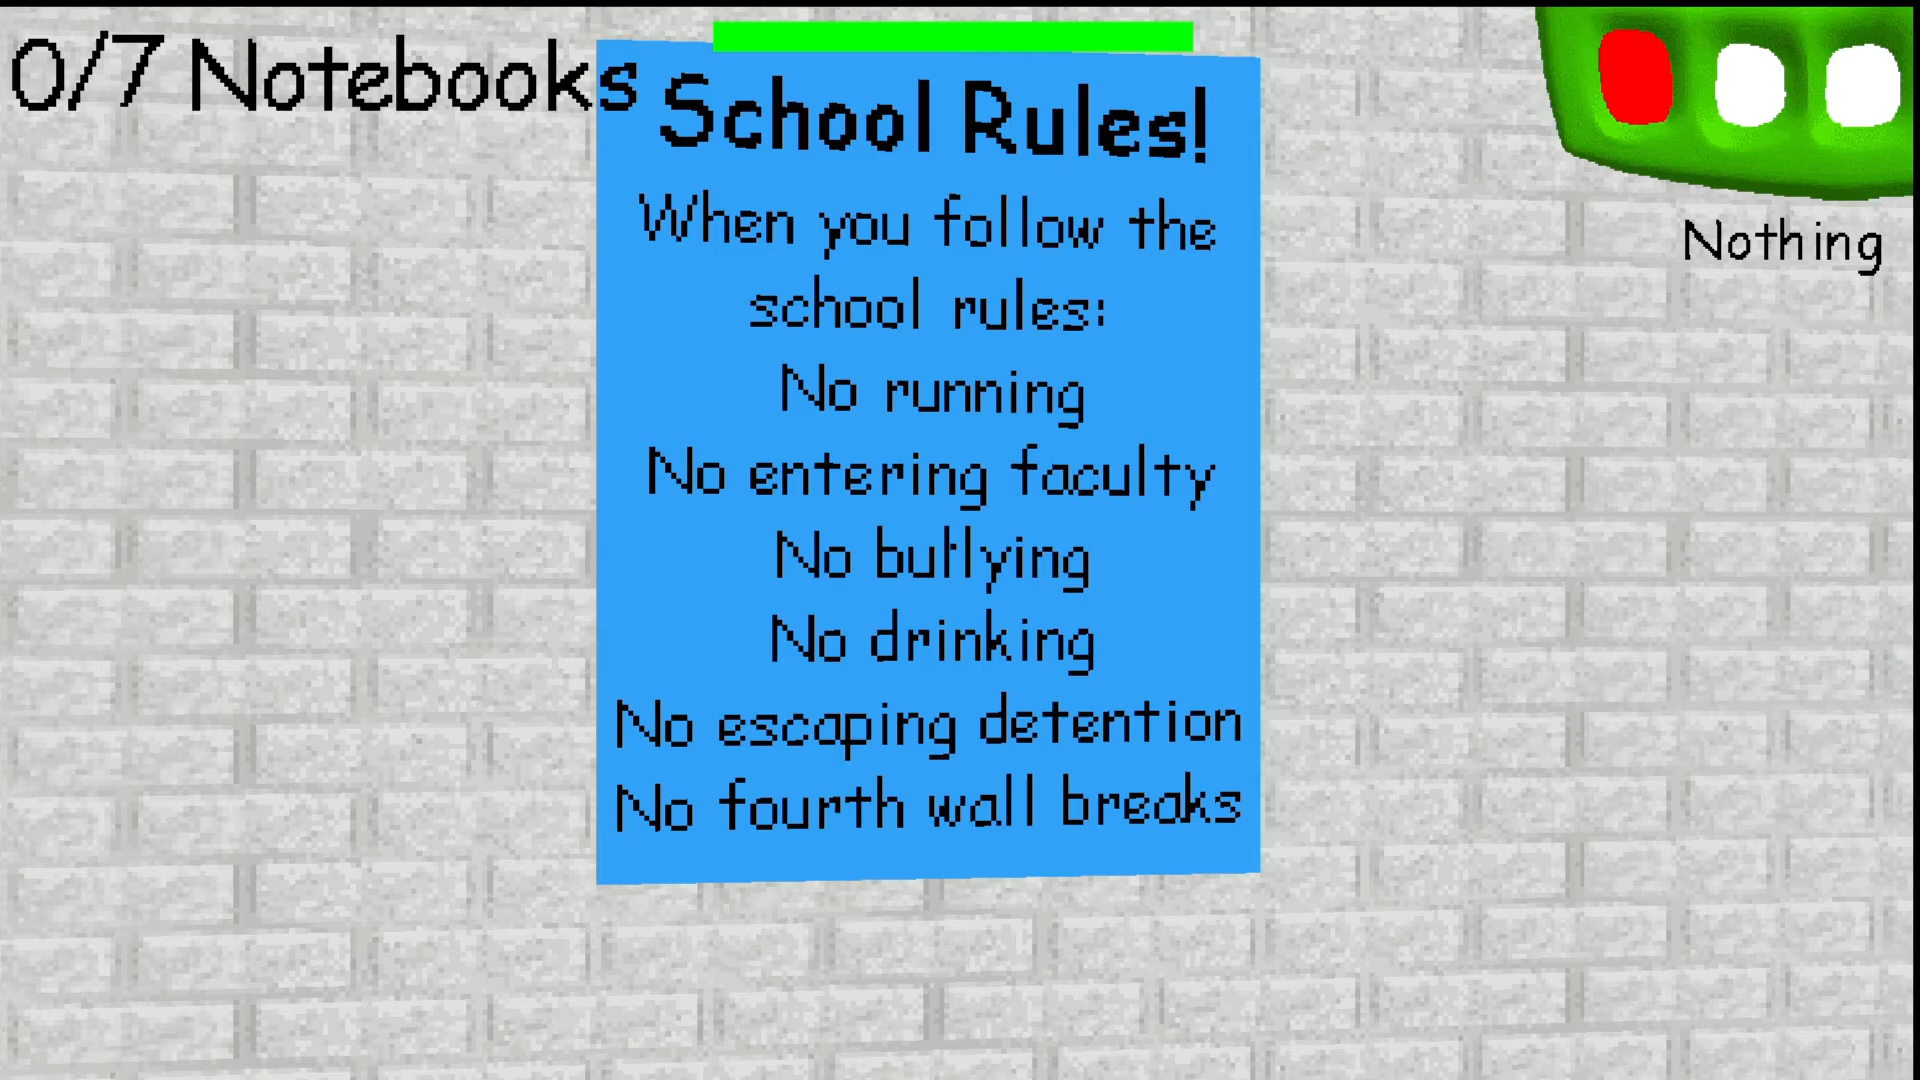 0/7 Notebooks
School Rules!
When you follow the
school rules:
No running
No entering faculty
No bullying
No drinking
No escaping detention
No fourth wall breaks
Nothing